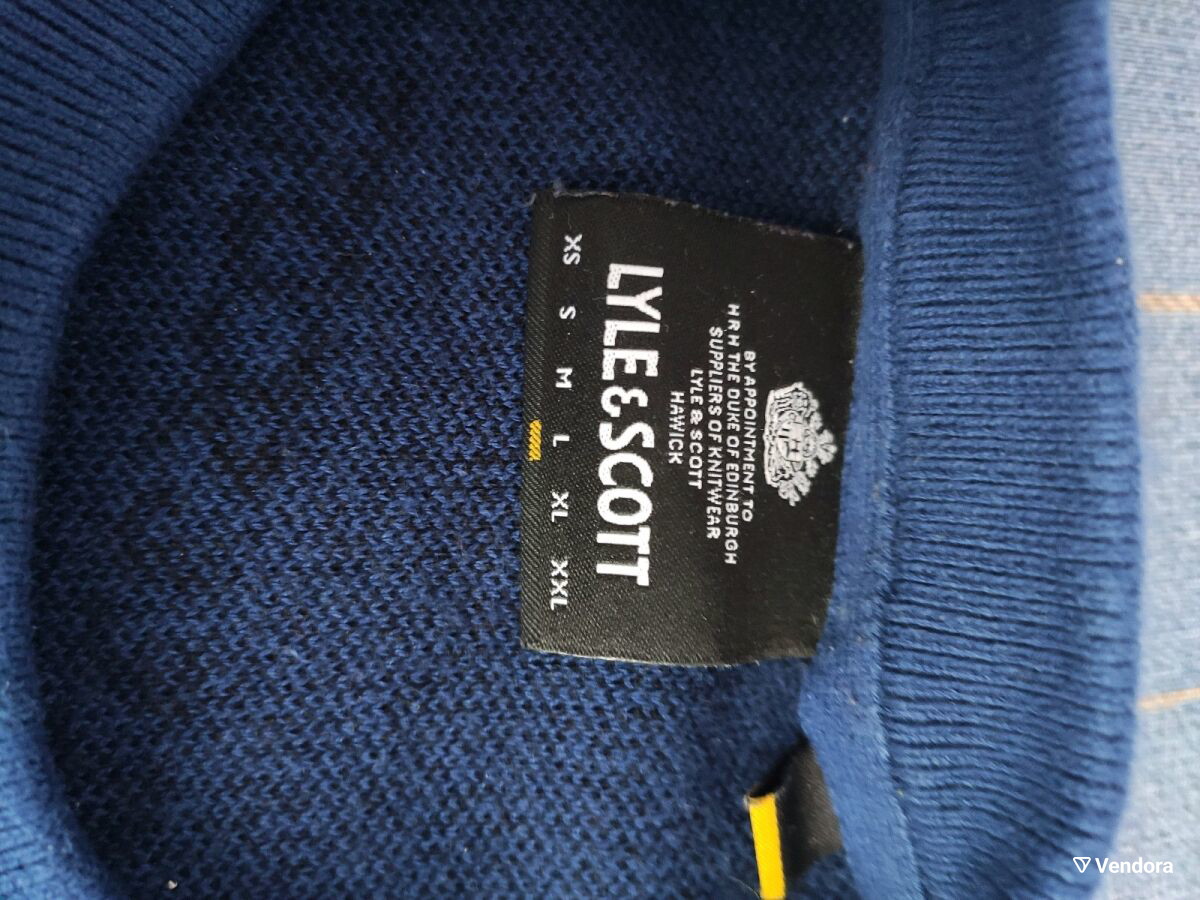 BY APPOINTMENT TO
HRH THE DUKE OF EDINBURGH
SUPPLIERS OF KNITWEAR
LYLE & SCOTT
HAWICK
LYLE & SCOTT
XS S M L XL XXL
Vendora